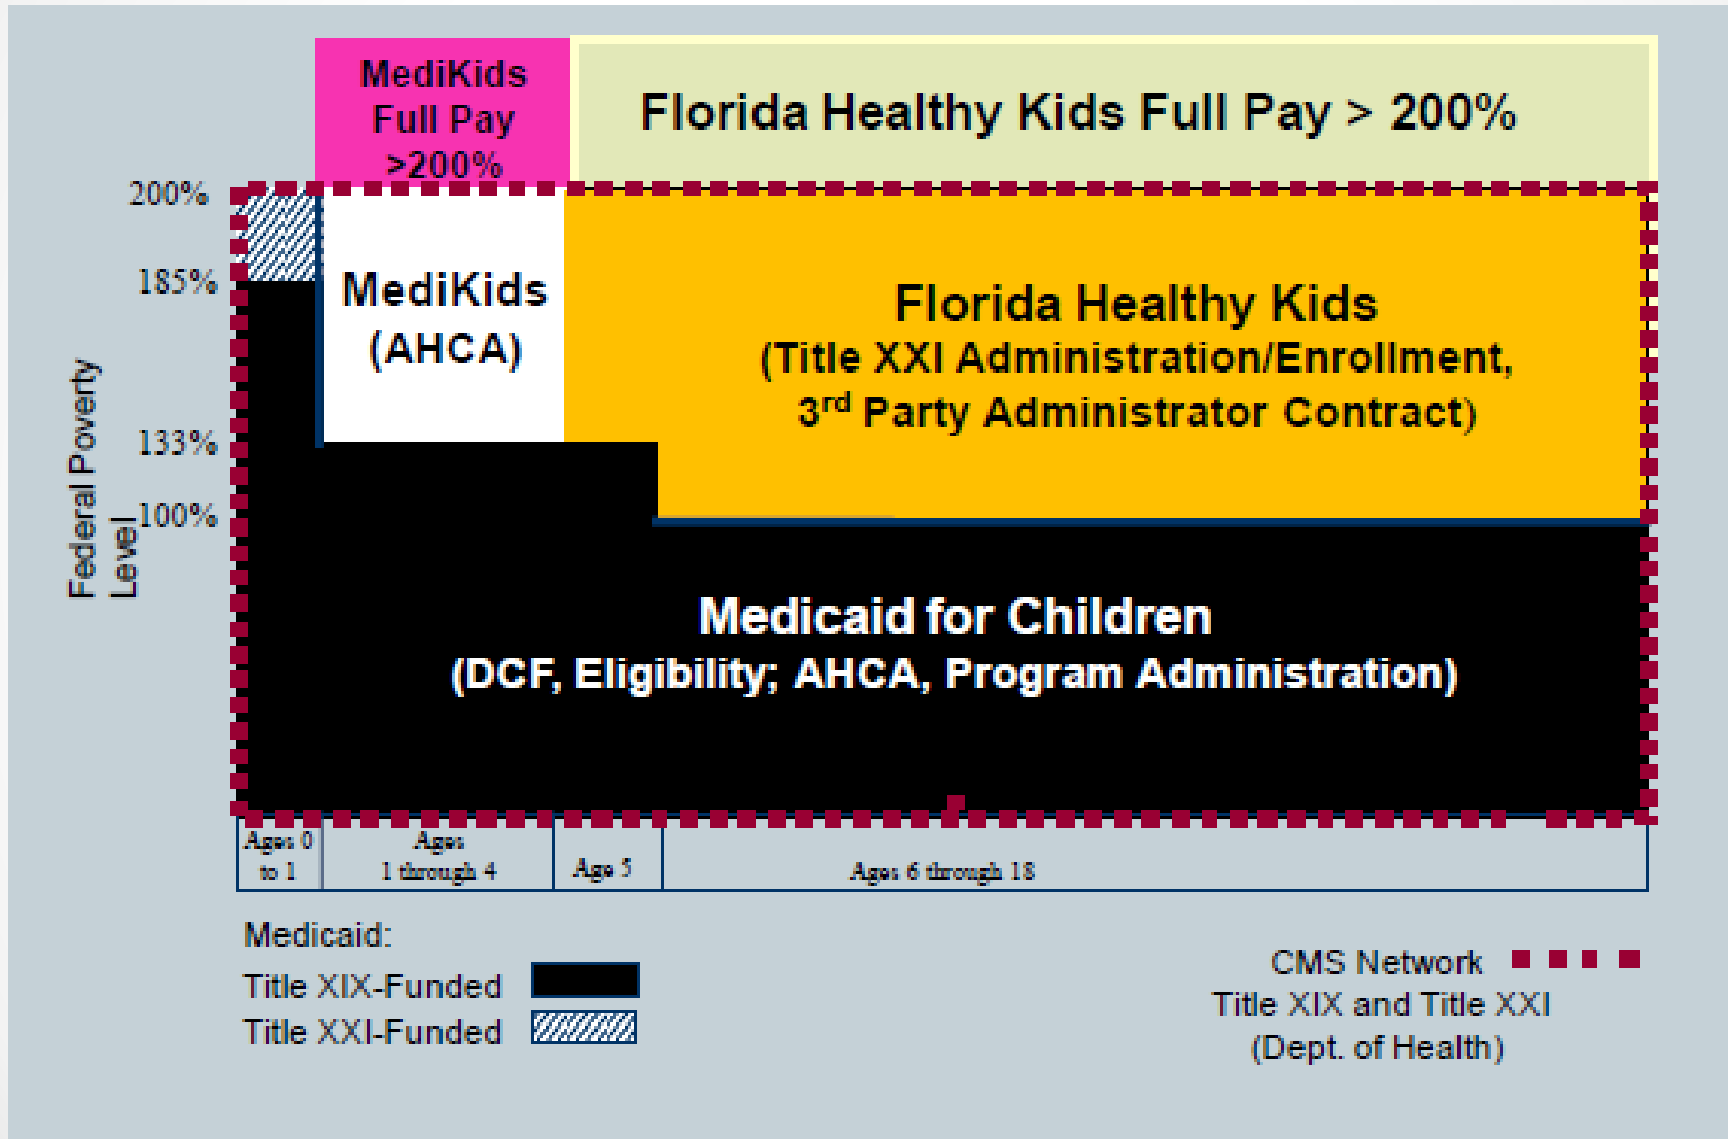 MediKids
Full Pay
>200%
Florida Healthy Kids Full Pay > 200%
200%
185%
133%
100%
Federal Poverty
Level
MediKids
(AHCA)
Florida Healthy Kids
(Title XXI Administration/Enrollment,
3rd Party Administrator Contract)
Medicaid for Children
(DCF, Eligibility; AHCA, Program Administration)
Ages 0
to 1
Ages
1 through 4
Age 5
Ages 6 through 18
Medicaid:
Title XIX-Funded
Title XXI-Funded
CMS Network
Title XIX and Title XXI
(Dept. of Health)